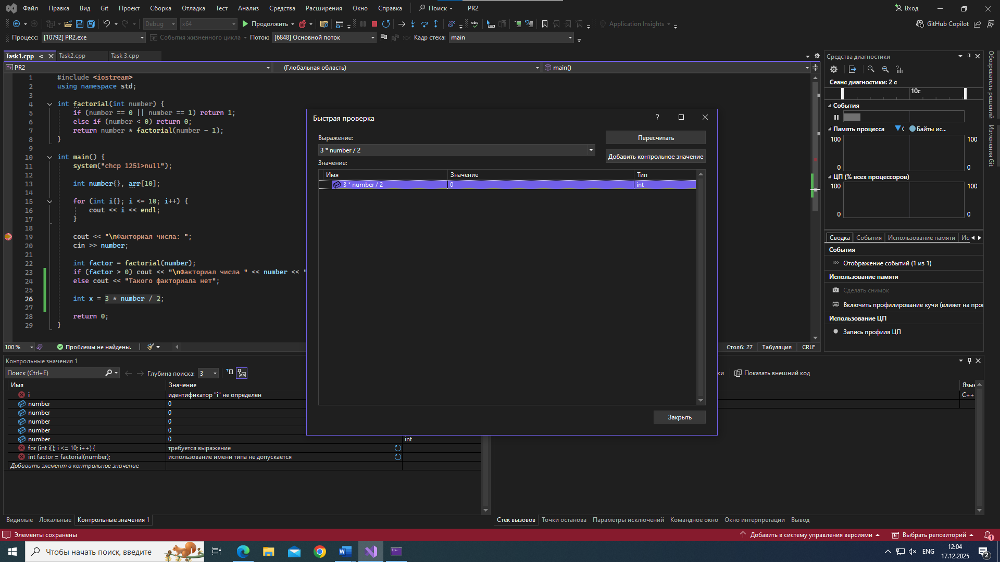 Файл Правка Вид Git Проект Сборка Отладка Тест Анализ Средства Расширения Окно Справка Поиск PR2 Вход
Debug x64 Продолжить Application Insights GitHub Copilot
Процесс: [10792] PR2.exe События жизненного цикла Поток: [6848] Основной поток Кадр стека: main
Task1.cpp Task2.cpp Task 3.cpp
PR2 (Глобальная область) main()
1 #include <iostream>
2 using namespace std;
3
4 int factorial(int number) {
5 if (number == 0 || number == 1) return 1;
6 else if (number < 0) return 0;
7 return number * factorial(number - 1);
8 }
9
10 int main() {
11 system("chcp 1251>null");
12
13 int number{}, arr[10];
14
15 for (int i{}; i <= 10; i++) {
16 cout << i << endl;
17 }
18
19 cout << "\nФакториал числа: ";
20 cin >> number;
21
22 int factor = factorial(number);
23 if (factor > 0) cout << "\nФакториал числа " << number << "
24 else cout << "Такого факториала нет";
25
26 int x = 3 * number / 2;
27
28 return 0;
29 }
100 % Проблемы не найдены. Столб: 27 Табуляция CRLF
Быстрая проверка
Выражение:
Пересчитать
3 * number / 2
Добавить контрольное значение
Значение:
Имя Значение Тип
3 * number / 2 0 int
Закрыть
Средства диагностики
Сеанс диагностики: 2 с
10с
События
Память процесса Байты ис...
100 100
0 0
ЦП (% всех процессоров)
100 100
0 0
Сводка События Использование памяти Ис
События
Отображение событий (1 из 1)
Использование памяти
Сделать снимок
Включить профилирование кучи (влияет на про
Использование ЦП
Запись профиля ЦП
Обозреватель решений
Изменения Git
Контрольные значения 1
Поиск (Ctrl+E) Глубина поиска: 3
Имя Значение
i идентификатор "i" не определен
number 0
number 0
number 0
number 0
number 0 int
for (int i{}; i <= 10; i++) { требуется выражение
int factor = factorial(number); использование имени типа не допускается
Добавить элемент в контрольное значение
Видимые Локальные Контрольные значения 1
ки Показать внешний код
Язык
C++
Стек вызовов Точки останова Параметры исключений Командное окно Окно интерпретации Вывод
Элементы сохранены Добавить в систему управления версиями Выбрать репозиторий 1
Чтобы начать поиск, введите ENG 12:04
17.12.2025 2